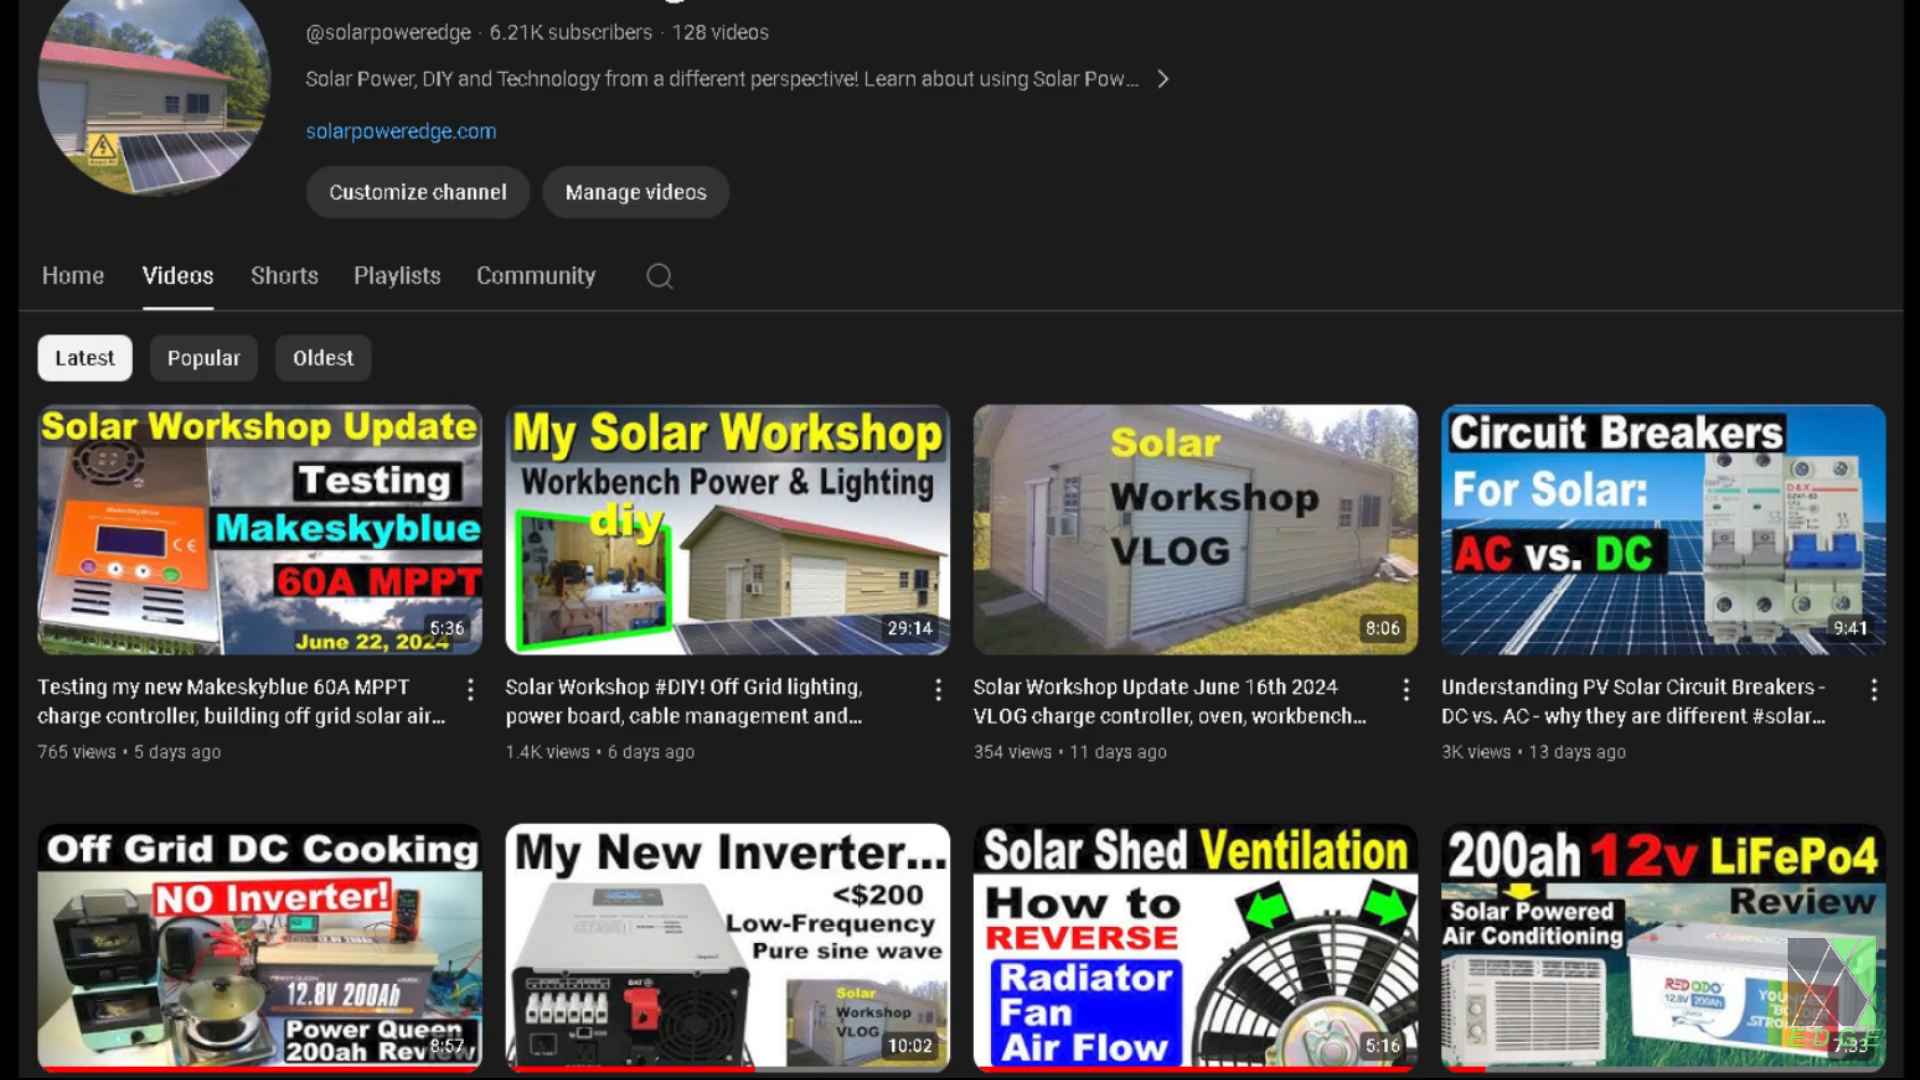 @solarpoweredge · 6.21K subscribers · 128 videos
Solar Power, DIY and Technology from a different perspective! Learn about using Solar Pow...
solarpoweredge.com
Customize channel
Manage videos
Home
Videos
Shorts
Playlists
Community
Latest
Popular
Oldest
Solar Workshop Update
Testing
Makeskyblue
60A MPPT
June 22, 2024
5:36
My Solar Workshop
Workbench Power & Lighting
diy
29:14
Solar
Workshop
VLOG
8:06
Circuit Breakers
For Solar:
AC vs. DC
9:41
Testing my new Makeskyblue 60A MPPT
charge controller, building off grid solar air...
765 views • 5 days ago
Solar Workshop #DIY! Off Grid lighting,
power board, cable management and...
1.4K views • 6 days ago
Solar Workshop Update June 16th 2024
VLOG charge controller, oven, workbench...
354 views • 11 days ago
Understanding PV Solar Circuit Breakers -
DC vs. AC - why they are different #solar...
3K views • 13 days ago
Off Grid DC Cooking
NO Inverter!
12.8V 200Ah
Power Queen
200ah Review
8:57
My New Inverter...
<$200
Low-Frequency
Pure sine wave
BAT
Solar
Workshop
VLOG
10:02
Solar Shed Ventilation
How to
REVERSE
Radiator
Fan
Air Flow
5:16
200ah 12v LiFePo4
Review
Solar Powered
Air Conditioning
REDODO
12.8V 200Ah
EDGE
7:33